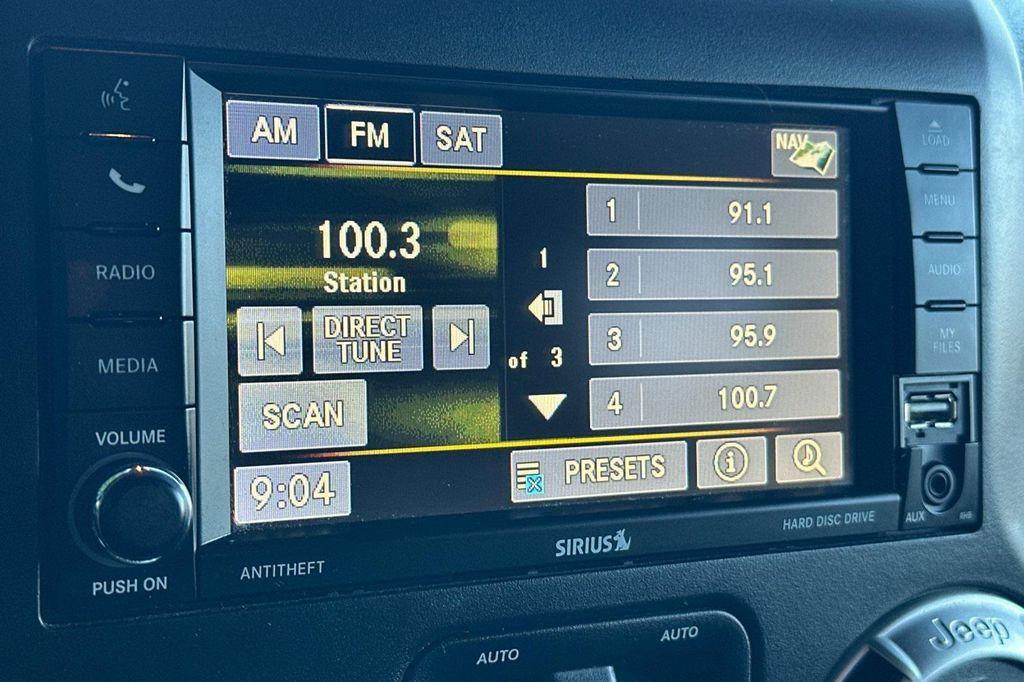 AM FM SAT NAV
100.3
Station
DIRECT
TUNE
SCAN
9:04
1
of 3
1 91.1
2 95.1
3 95.9
4 100.7
PRESETS
RADIO
MEDIA
VOLUME
PUSH ON
LOAD
MENU
AUDIO
MY
FILES
AUX RHB
ANTITHEFT
SIRIUS
HARD DISC DRIVE
AUTO
AUTO
Jeep